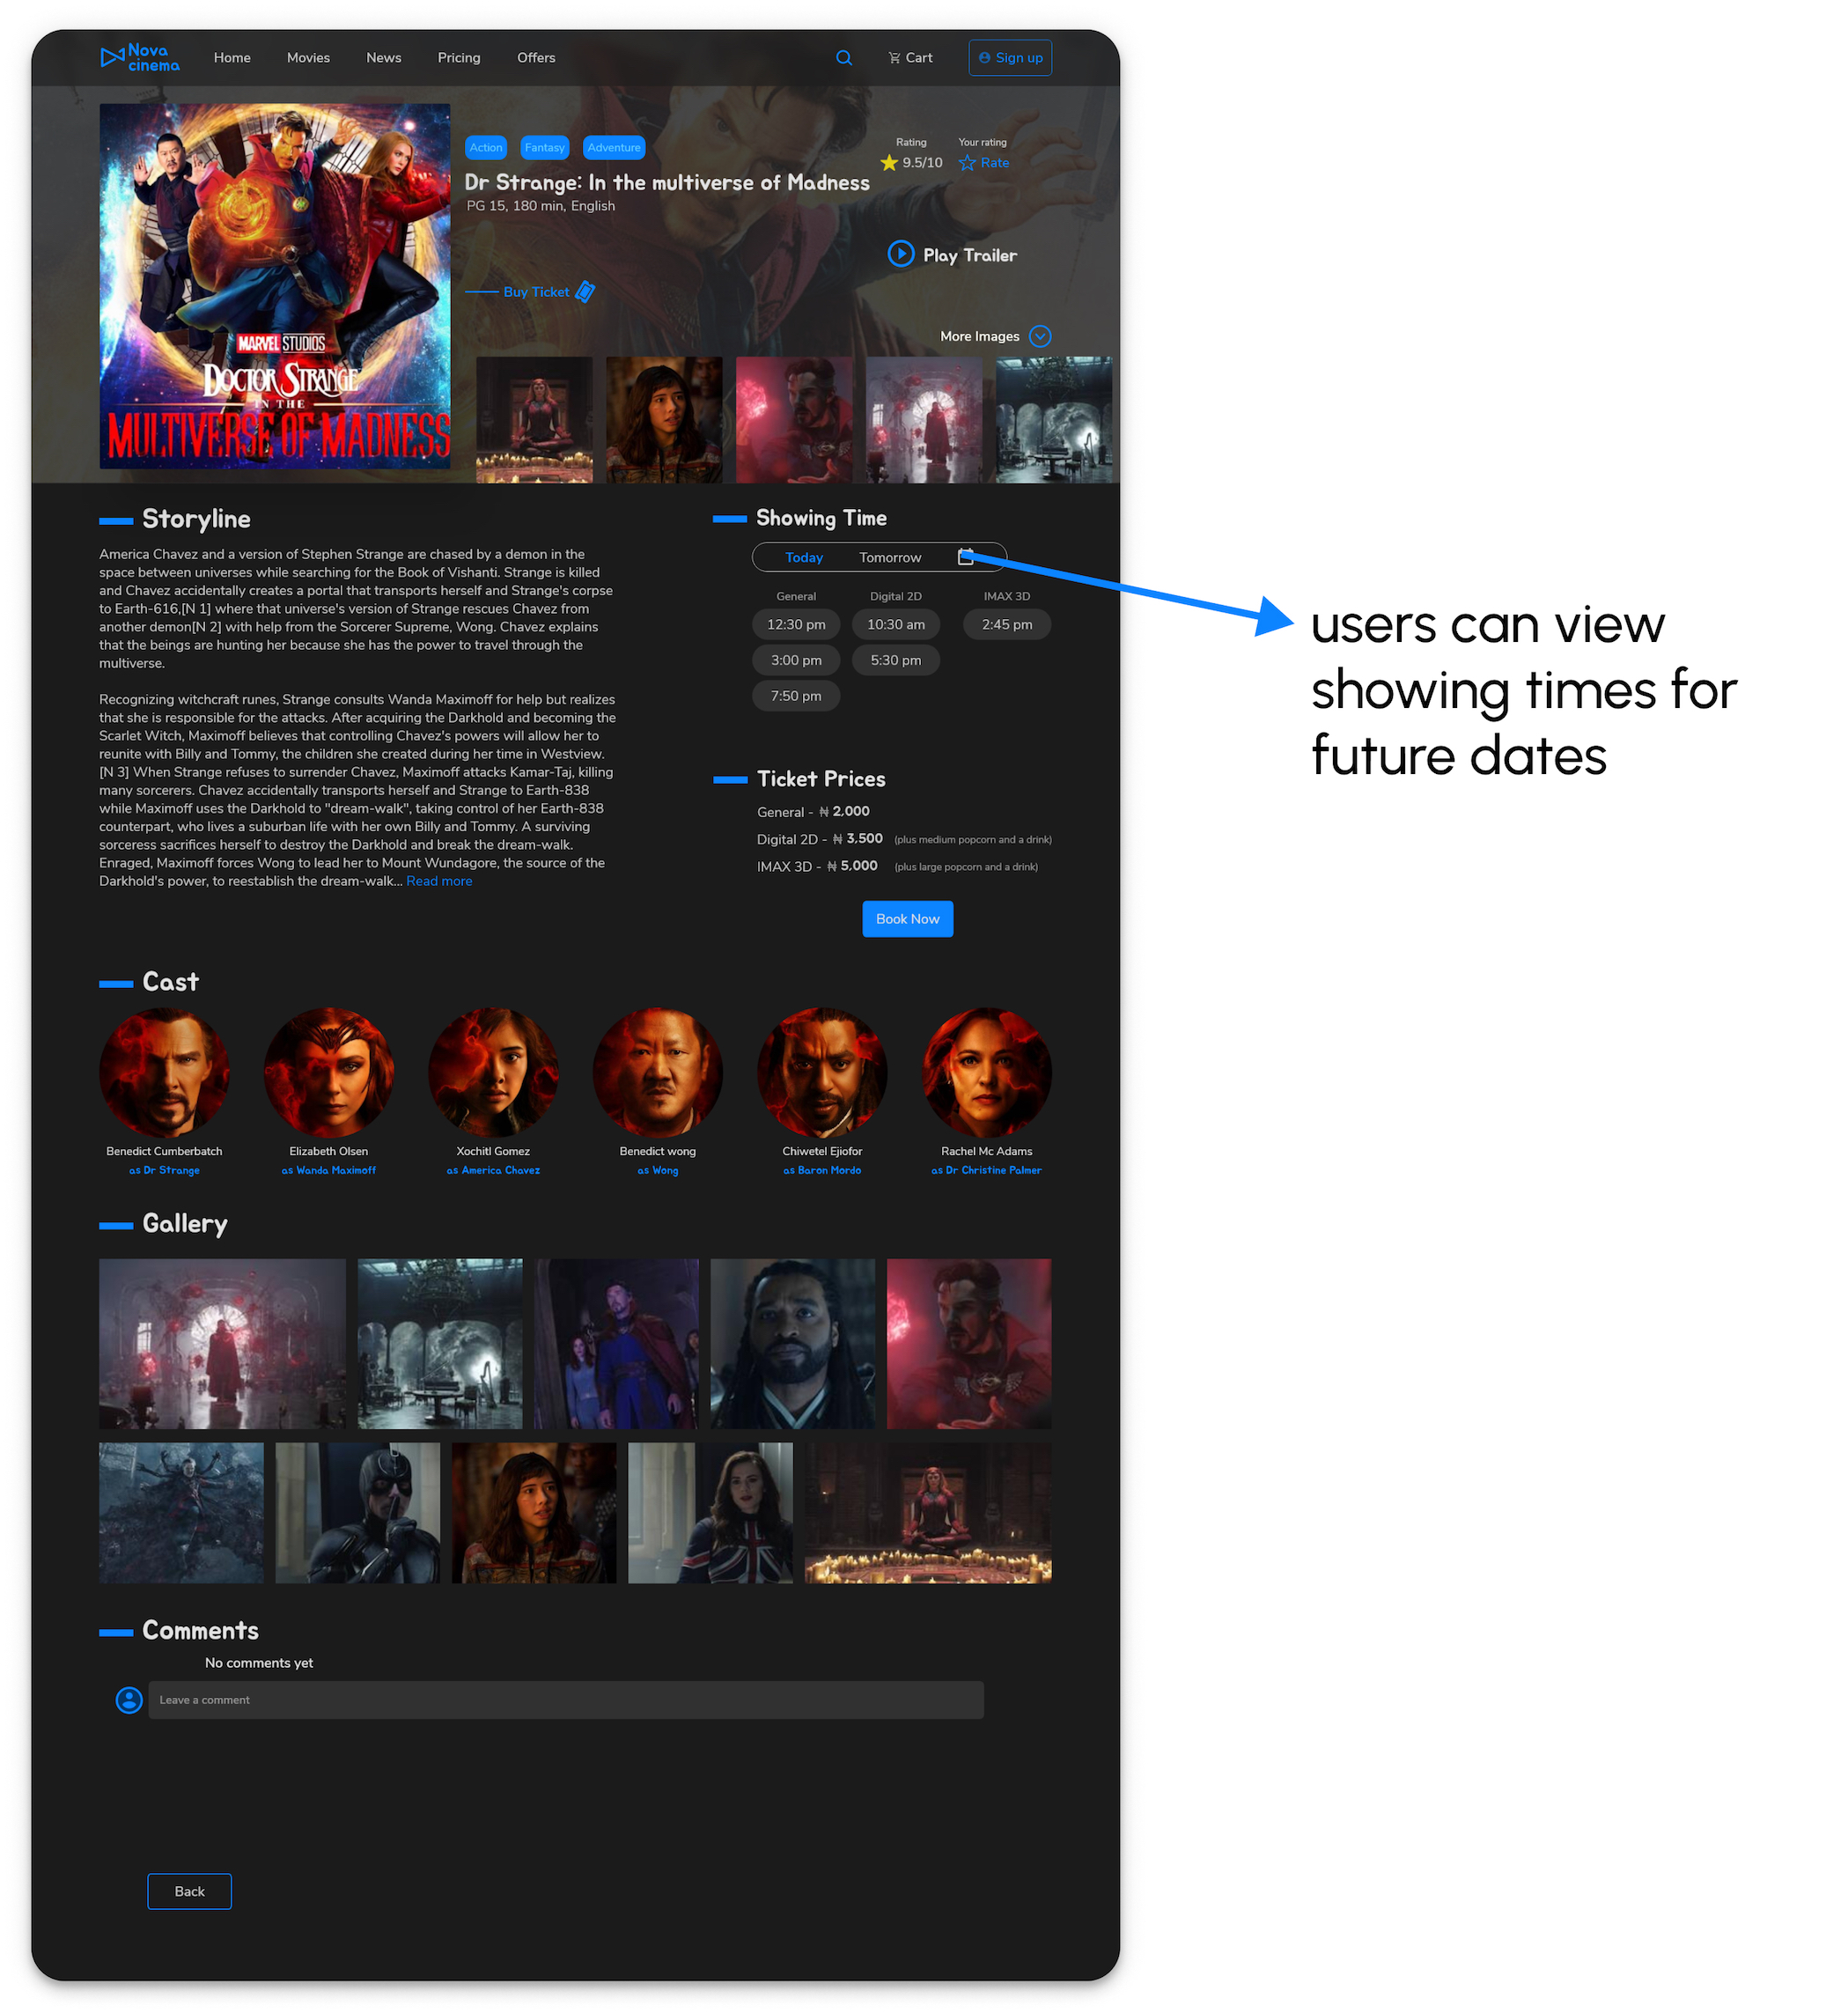 Nova
cinema
Home
Movies
News
Pricing
Offers
Cart
Sign up
MARVEL STUDIOS
DOCTOR STRANGE
IN THE
MULTIVERSE OF MADNESS
Action
Fantasy
Adventure
Dr Strange: In the multiverse of Madness
PG 15, 180 min, English
Rating
9.5/10
Your rating
Rate
Play Trailer
Buy Ticket
More Images
Storyline
America Chavez and a version of Stephen Strange are chased by a demon in the
space between universes while searching for the Book of Vishanti. Strange is killed
and Chavez accidentally creates a portal that transports herself and Strange's corpse
to Earth-616,[N 1] where that universe's version of Strange rescues Chavez from
another demon[N 2] with help from the Sorcerer Supreme, Wong. Chavez explains
that the beings are hunting her because she has the power to travel through the
multiverse.
Recognizing witchcraft runes, Strange consults Wanda Maximoff for help but realizes
that she is responsible for the attacks. After acquiring the Darkhold and becoming the
Scarlet Witch, Maximoff believes that controlling Chavez's powers will allow her to
reunite with Billy and Tommy, the children she created during her time in Westview.
[N 3] When Strange refuses to surrender Chavez, Maximoff attacks Kamar-Taj, killing
many sorcerers. Chavez accidentally transports herself and Strange to Earth-838
while Maximoff uses the Darkhold to "dream-walk", taking control of her Earth-838
counterpart, who lives a suburban life with her own Billy and Tommy. A surviving
sorceress sacrifices herself to destroy the Darkhold and break the dream-walk.
Enraged, Maximoff forces Wong to lead her to Mount Wundagore, the source of the
Darkhold's power, to reestablish the dream-walk... Read more
Showing Time
Today
Tomorrow
General
12:30 pm
3:00 pm
7:50 pm
Digital 2D
10:30 am
5:30 pm
IMAX 3D
2:45 pm
users can view
showing times for
future dates
Ticket Prices
General - ₦ 2,000
Digital 2D - ₦ 3,500 (plus medium popcorn and a drink)
IMAX 3D - ₦ 5,000 (plus large popcorn and a drink)
Book Now
Cast
Benedict Cumberbatch
as Dr Strange
Elizabeth Olsen
as Wanda Maximoff
Xochitl Gomez
as America Chavez
Benedict wong
as Wong
Chiwetel Ejiofor
as Baron Mordo
Rachel Mc Adams
as Dr Christine Palmer
Gallery
Comments
No comments yet
Leave a comment
Back